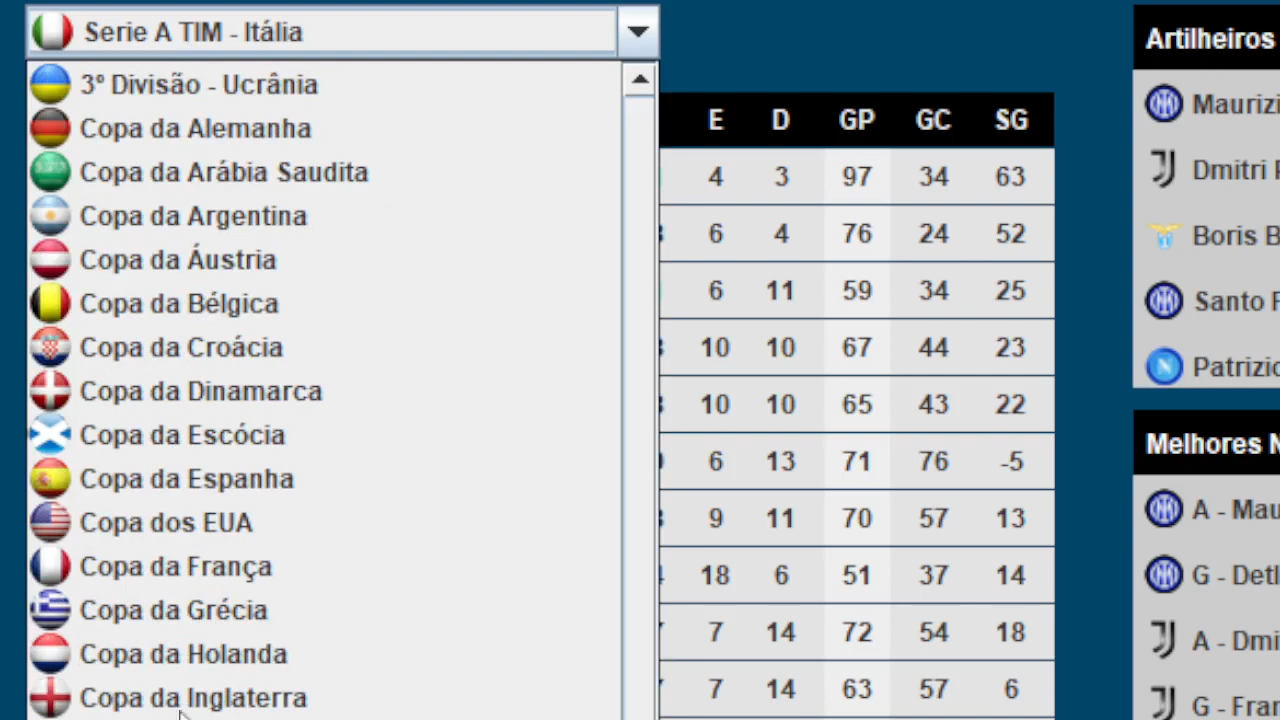 Serie A TIM - Itália
3º Divisão - Ucrânia
Copa da Alemanha
Copa da Arábia Saudita
Copa da Argentina
Copa da Áustria
Copa da Bélgica
Copa da Croácia
Copa da Dinamarca
Copa da Escócia
Copa da Espanha
Copa dos EUA
Copa da França
Copa da Grécia
Copa da Holanda
Copa da Inglaterra
E D GP GC SG
4 3 97 34 63
6 4 76 24 52
6 11 59 34 25
10 10 67 44 23
10 10 65 43 22
6 13 71 76 -5
9 11 70 57 13
18 6 51 37 14
7 14 72 54 18
7 14 63 57 6
Artilheiros
Maurizi
Dmitri
Boris B
Santo
Patrizio
Melhores
A - Mau
G - Detl
A - Dmi
G - Fran